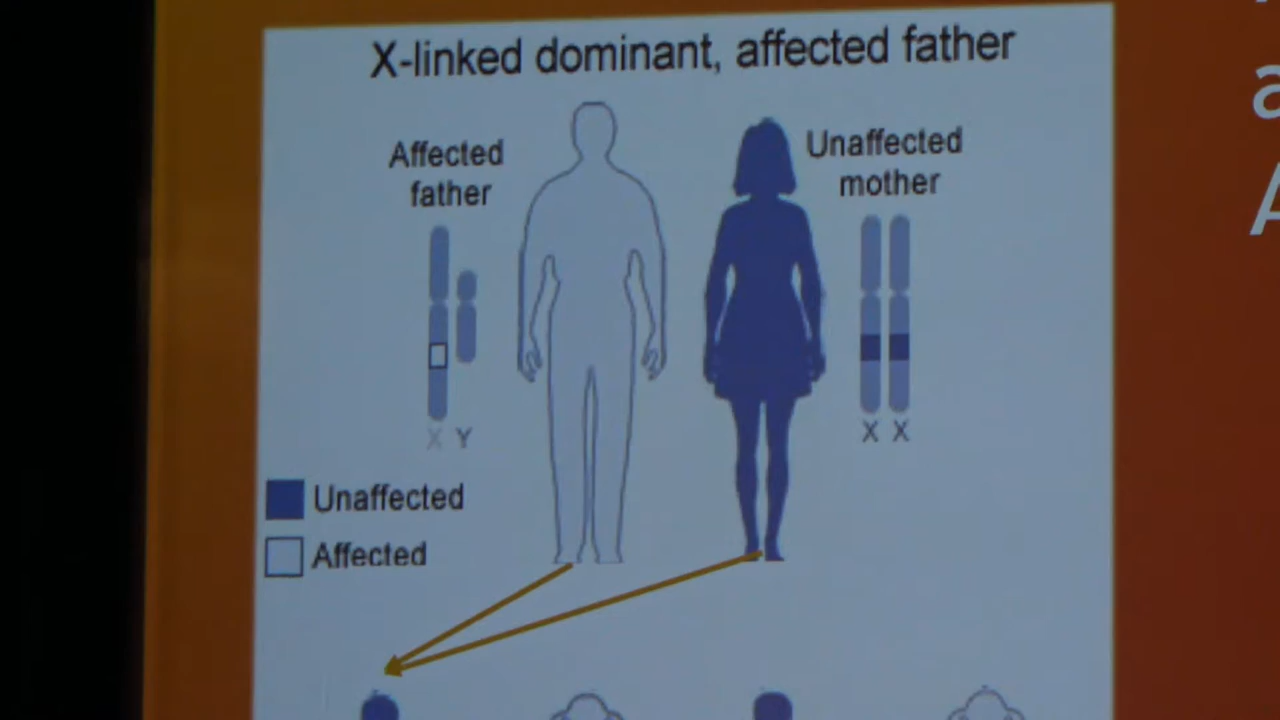 X-linked dominant, affected father
Affected
father
Unaffected
mother
X Y
X X
Unaffected
Affected
a